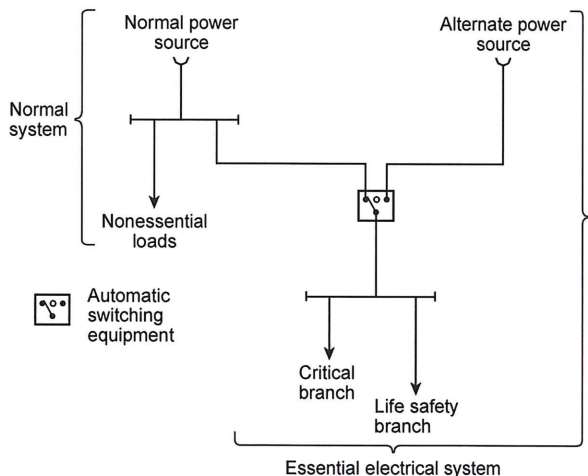 Normal power
source
Alternate power
source
Normal
system
Nonessential
loads
Automatic
switching
equipment
Critical
branch
Life safety
branch
Essential electrical system